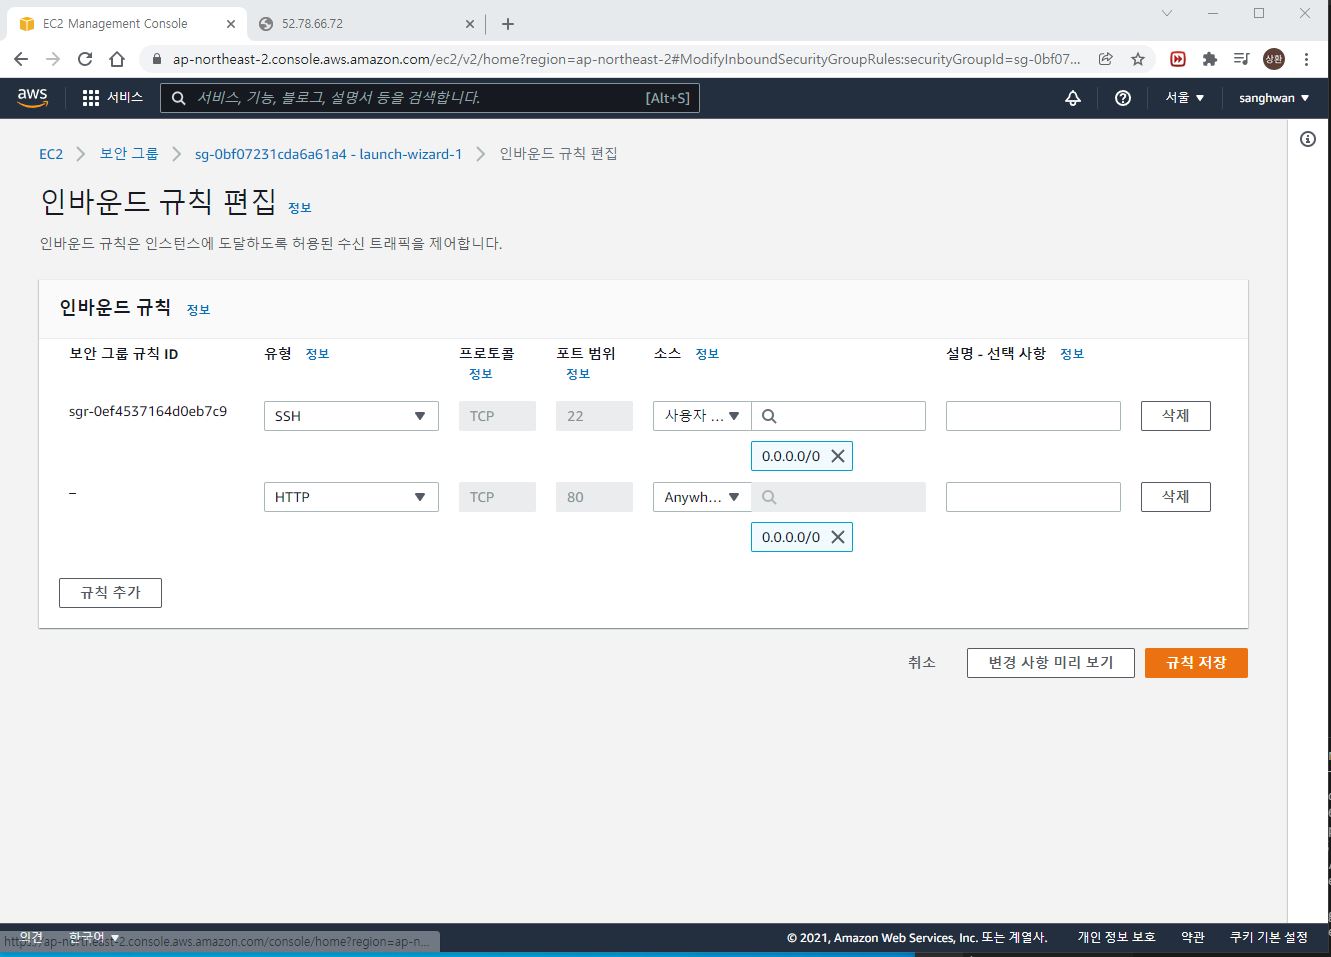 EC2 Management Console
52.78.66.72
ap-northeast-2.console.aws.amazon.com/ec2/v2/home?region=ap-northeast-2#ModifyInboundSecurityGroupRules:securityGroupId=sg-0bf07...
상환
aws
서비스
서비스, 기능, 블로그, 설명서 등을 검색합니다.
[Alt+S]
서울
sanghwan
EC2 > 보안 그룹 > sg-0bf07231cda6a61a4 - launch-wizard-1 > 인바운드 규칙 편집
인바운드 규칙 편집 정보
인바운드 규칙은 인스턴스에 도달하도록 허용된 수신 트래픽을 제어합니다.
인바운드 규칙 정보
보안 그룹 규칙 ID
유형 정보
프로토콜 정보
포트 범위 정보
소스 정보
설명 - 선택 사항 정보
sgr-0ef4537164d0eb7c9
SSH
TCP
22
사용자 ...
삭제
0.0.0.0/0
–
HTTP
TCP
80
Anywh...
삭제
0.0.0.0/0
규칙 추가
취소
변경 사항 미리 보기
규칙 저장
의견
한국어
https://ap-northeast-2.console.aws.amazon.com/console/home?region=ap-n...
© 2021, Amazon Web Services, Inc. 또는 계열사.
개인 정보 보호
약관
쿠키 기본 설정